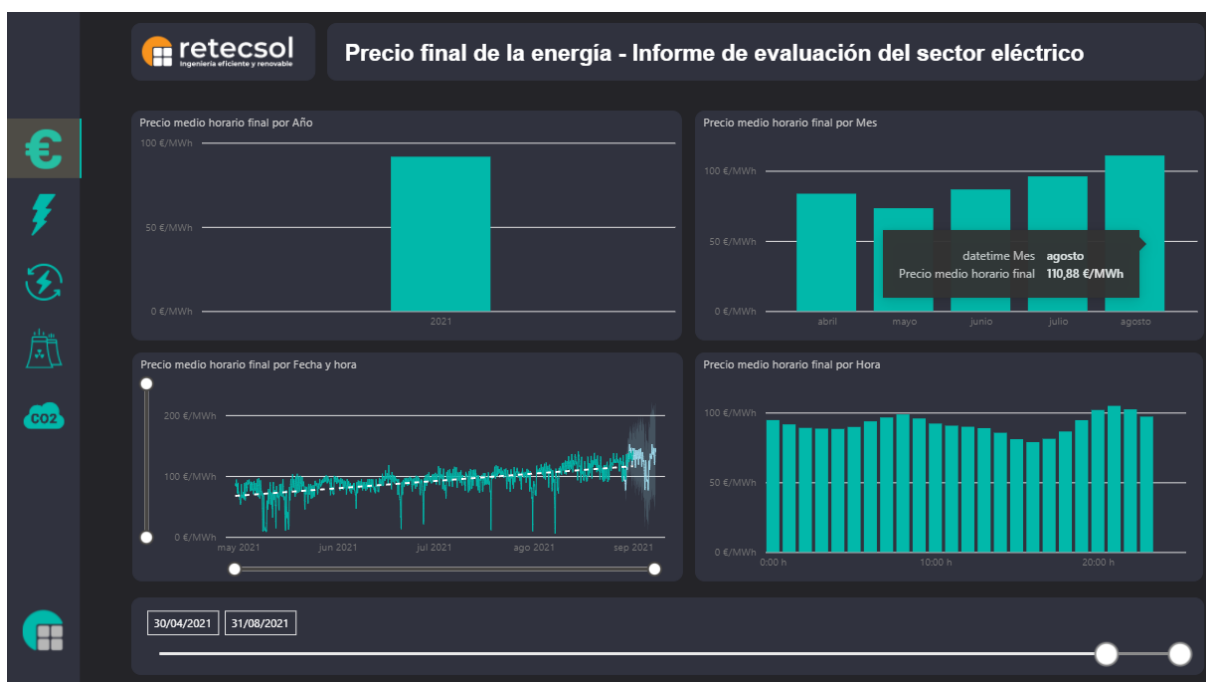 retecsol
Ingeniería eficiente y renovable
Precio final de la energía - Informe de evaluación del sector eléctrico
€
Precio medio horario final por Año
100 €/MWh
50 €/MWh
0 €/MWh
2021
Precio medio horario final por Mes
100 €/MWh
50 €/MWh
0 €/MWh
datetime Mes agosto
Precio medio horario final 110,88 €/MWh
abril mayo junio julio agosto
CO2
Precio medio horario final por Fecha y hora
200 €/MWh
100 €/MWh
0 €/MWh
may 2021 jun 2021 jul 2021 ago 2021 sep 2021
Precio medio horario final por Hora
100 €/MWh
50 €/MWh
0 €/MWh
0:00 h 10:00 h 20:00 h
30/04/2021 31/08/2021